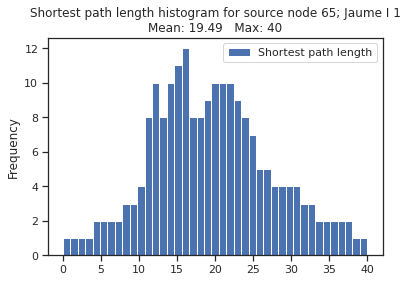 Shortest path length histogram for source node 65; Jaume I 1
Mean: 19.49   Max: 40
Shortest path length
Frequency
12
10
8
6
4
2
0
0 5 10 15 20 25 30 35 40